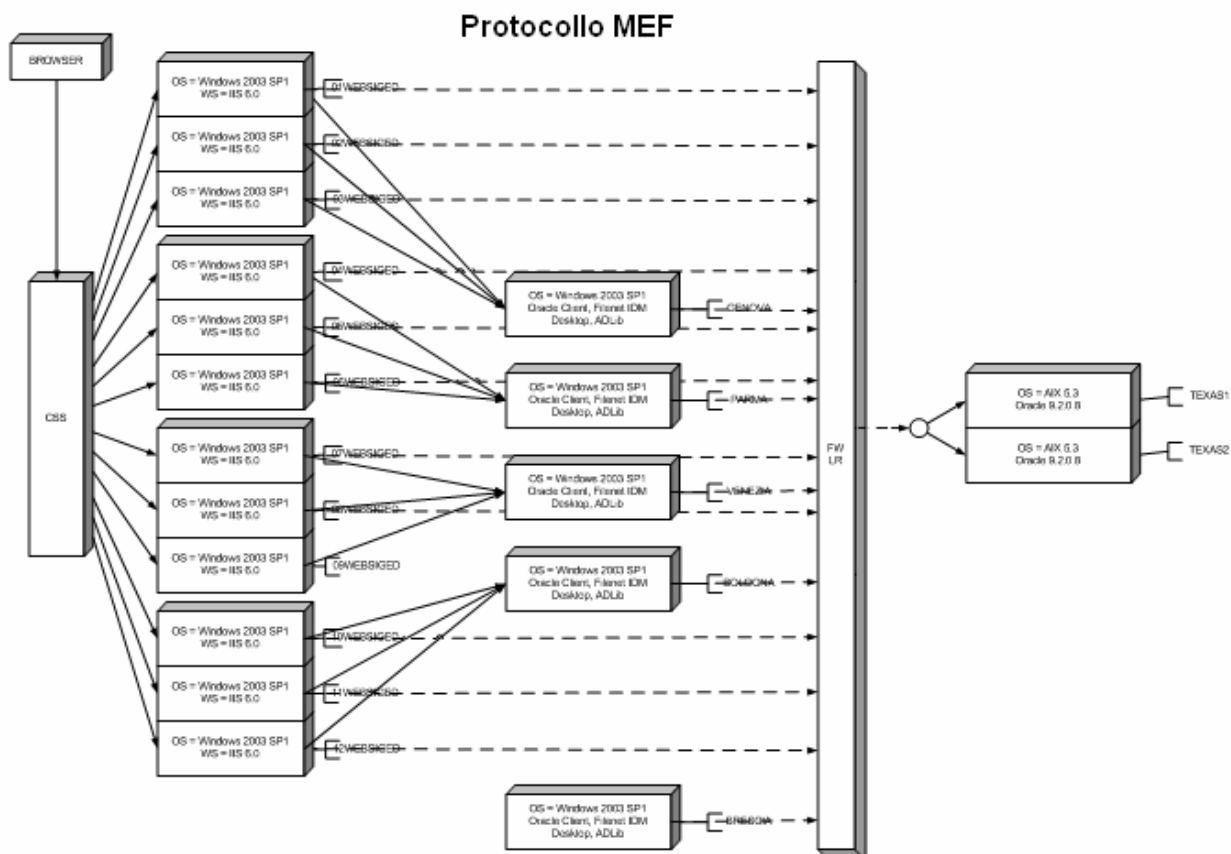 Protocollo MEF
BROWSER
CSS
OS = Windows 2003 SP1
WS = IIS 6.0
01WEBSIGED
OS = Windows 2003 SP1
WS = IIS 6.0
02WEBSIGED
OS = Windows 2003 SP1
WS = IIS 6.0
03WEBSIGED
OS = Windows 2003 SP1
WS = IIS 6.0
04WEBSIGED
OS = Windows 2003 SP1
WS = IIS 6.0
OS = Windows 2003 SP1
WS = IIS 6.0
OS = Windows 2003 SP1
WS = IIS 6.0
07WEBSIGED
OS = Windows 2003 SP1
WS = IIS 6.0
08WEBSIGED
OS = Windows 2003 SP1
WS = IIS 6.0
09WEBSIGED
OS = Windows 2003 SP1
WS = IIS 6.0
10WEBSIGED
OS = Windows 2003 SP1
WS = IIS 6.0
11WEBSIGED
OS = Windows 2003 SP1
WS = IIS 6.0
12WEBSIGED
OS = Windows 2003 SP1
Oracle Client, Filenet IDM
Desktop, ADLib
GENOVA
OS = Windows 2003 SP1
Oracle Client, Filenet IDM
Desktop, ADLib
PARMA
OS = Windows 2003 SP1
Oracle Client, Filenet IDM
Desktop, ADLib
VENEZIA
OS = Windows 2003 SP1
Oracle Client, Filenet IDM
Desktop, ADLib
BOLOGNA
OS = Windows 2003 SP1
Oracle Client, Filenet IDM
Desktop, ADLib
BRESCIA
FW
LR
OS = AIX 5.3
Oracle 9.2.0.8
TEXAS1
OS = AIX 5.3
Oracle 9.2.0.8
TEXAS2